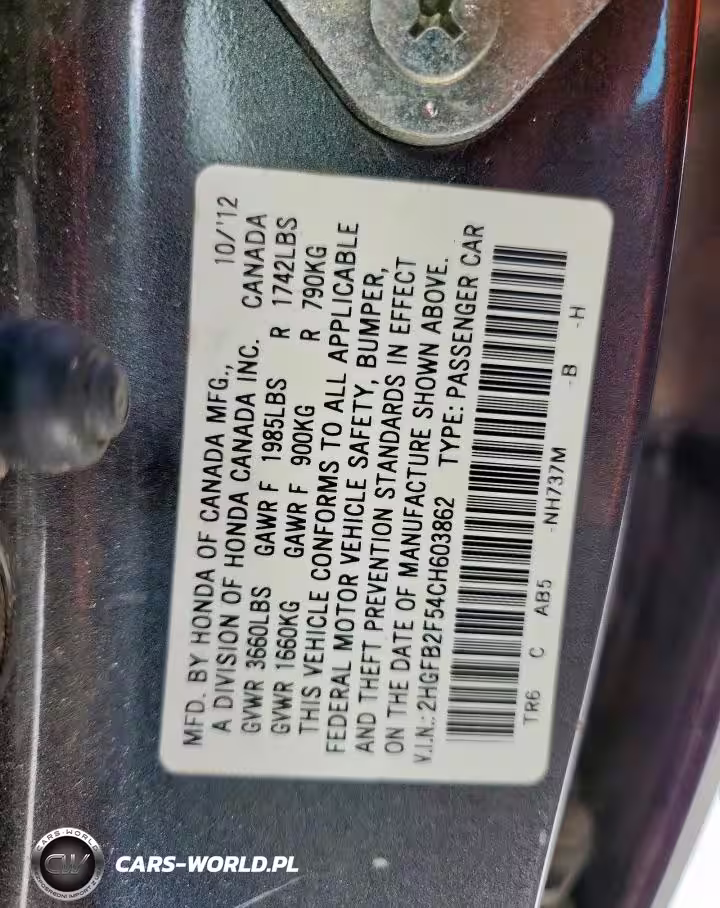 MFD. BY HONDA OF CANADA MFG., 10/'12
A DIVISION OF HONDA CANADA INC. CANADA
GVWR 3660LBS GAWR F 1985LBS R 1742LBS
GVWR 1660KG GAWR F 900KG R 790KG
THIS VEHICLE CONFORMS TO ALL APPLICABLE
FEDERAL MOTOR VEHICLE SAFETY, BUMPER,
AND THEFT PREVENTION STANDARDS IN EFFECT
ON THE DATE OF MANUFACTURE SHOWN ABOVE.
V.I.N.: 2HGFB2F54CH603862 TYPE: PASSENGER CAR
TR6 C AB5 -NH737M -B -H
CARS-WORLD
CW
CARS-WORLD.PL